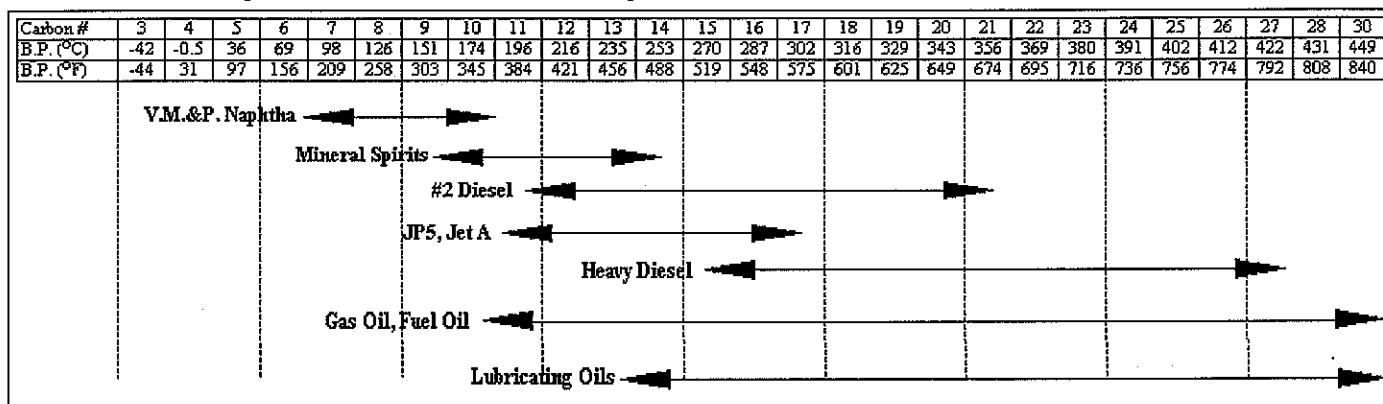 Carbon # 3 4 5 6 7 8 9 10 11 12 13 14 15 16 17 18 19 20 21 22 23 24 25 26 27 28 30
B.P. (°C) -42 -0.5 36 69 98 126 151 174 196 216 235 253 270 287 302 316 329 343 356 369 380 391 402 412 422 431 449
B.P. (°F) -44 31 97 156 209 258 303 345 384 421 456 488 519 548 575 601 625 649 674 695 716 736 756 774 792 808 840
V.M.&P. Naphtha
Mineral Spirits
#2 Diesel
JP5, Jet A
Heavy Diesel
Gas Oil, Fuel Oil
Lubricating Oils